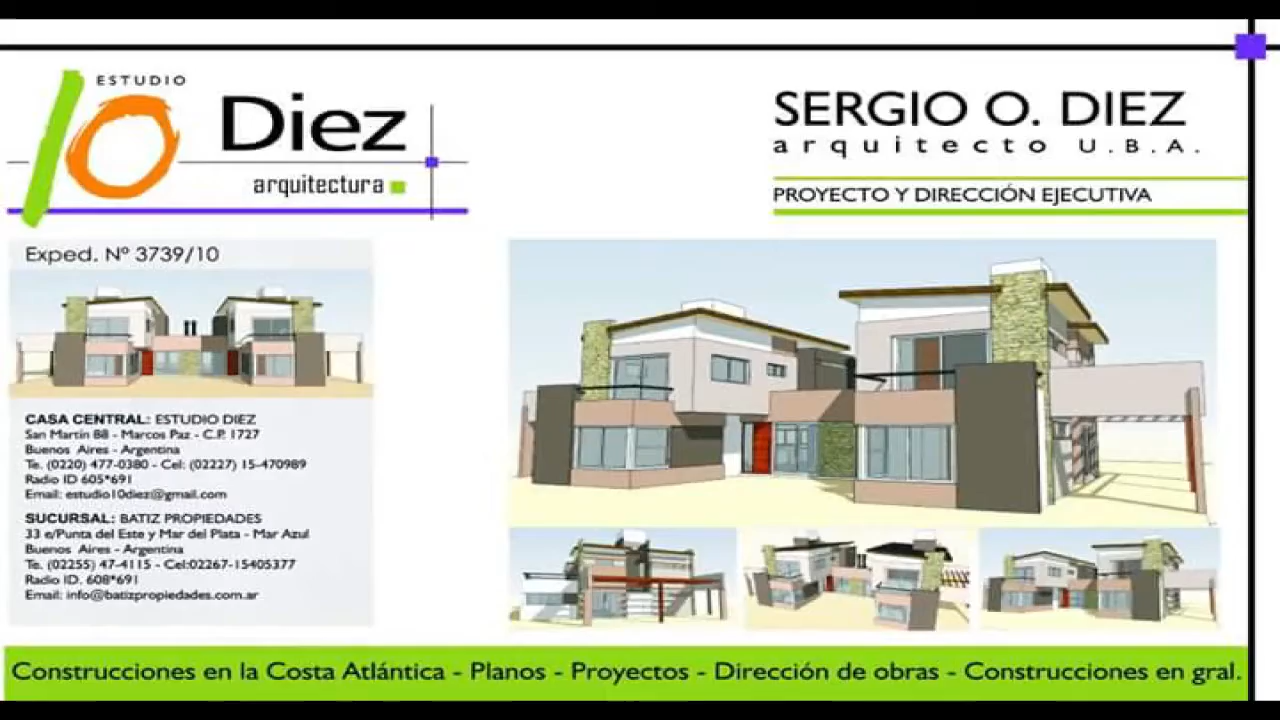 ESTUDIO
10
Diez
arquitectura
SERGIO O. DIEZ
arquitecto U.B.A.
PROYECTO Y DIRECCIÓN EJECUTIVA
Exped. Nº 3739/10
CASA CENTRAL: ESTUDIO DIEZ
San Martín 88 - Marcos Paz - C.P. 1727
Buenos Aires - Argentina
Te. (0220) 477-0380 - Cel: (02227) 15-470989
Radio ID 605*691
Email: estudio10diez@gmail.com
SUCURSAL: BATIZ PROPIEDADES
33 e/Punta del Este y Mar del Plata - Mar Azul
Buenos Aires - Argentina
Te. (02255) 47-4115 - Cel:02267-15405377
Radio ID. 608*691
Email: info@batizpropiedades.com.ar
Construcciones en la Costa Atlántica - Planos - Proyectos - Dirección de obras - Construcciones en gral.